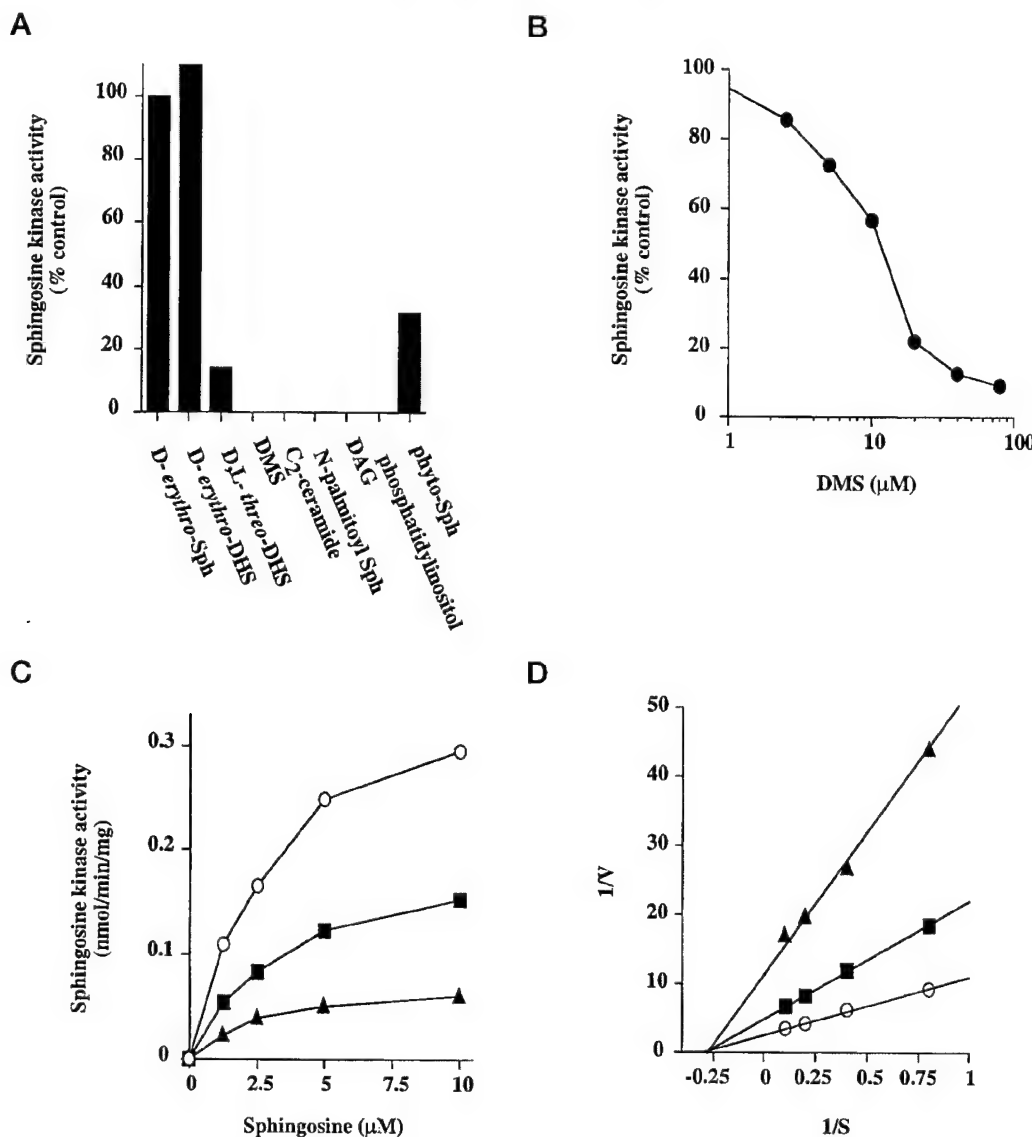 A
Sphingosine kinase activity
(% control)
100
80
60
40
20
0
D-erythro-Sph
D-erythro-DHS
D,L-threo-DHS
DMS
C2-ceramide
N-palmitoyl Sph
DAG
phosphatidylinositol
phyto-Sph
B
Sphingosine kinase activity
(% control)
100
80
60
40
20
0
1
10
100
DMS (μM)
C
Sphingosine kinase activity
(nmol/min/mg)
0.3
0.2
0.1
0
0
2.5
5
7.5
10
Sphingosine (μM)
D
1/V
50
40
30
20
10
0
-0.25
0
0.25
0.50
0.75
1
1/S